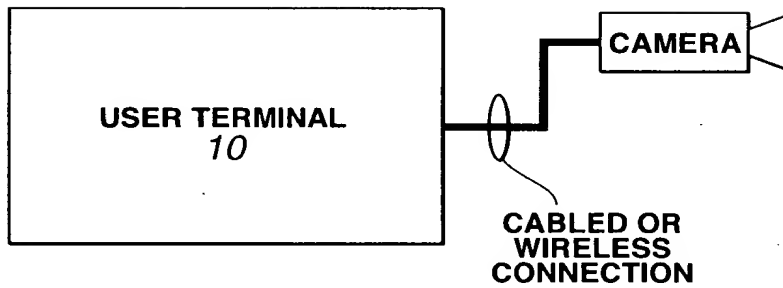 CAMERA
USER TERMINAL
10
CABLED OR
WIRELESS
CONNECTION